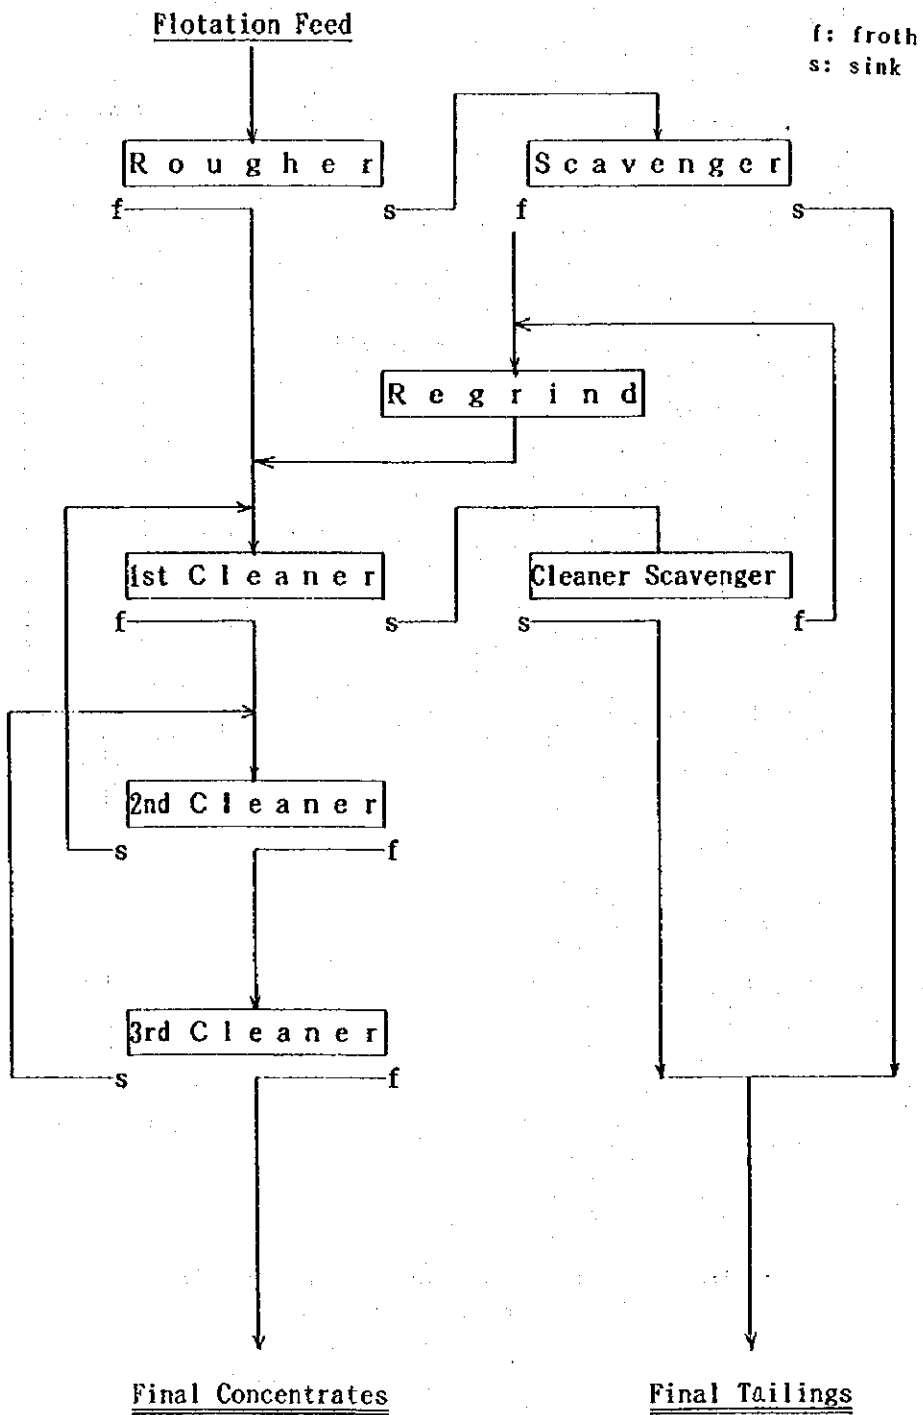 Flotation Feed
f: froth
s: sink
Rougher
Scavenger
f
s
f
s
Regrind
1st Cleaner
Cleaner Scavenger
f
s
s
f
2nd Cleaner
s
f
3rd Cleaner
s
f
Final Concentrates
Final Tailings